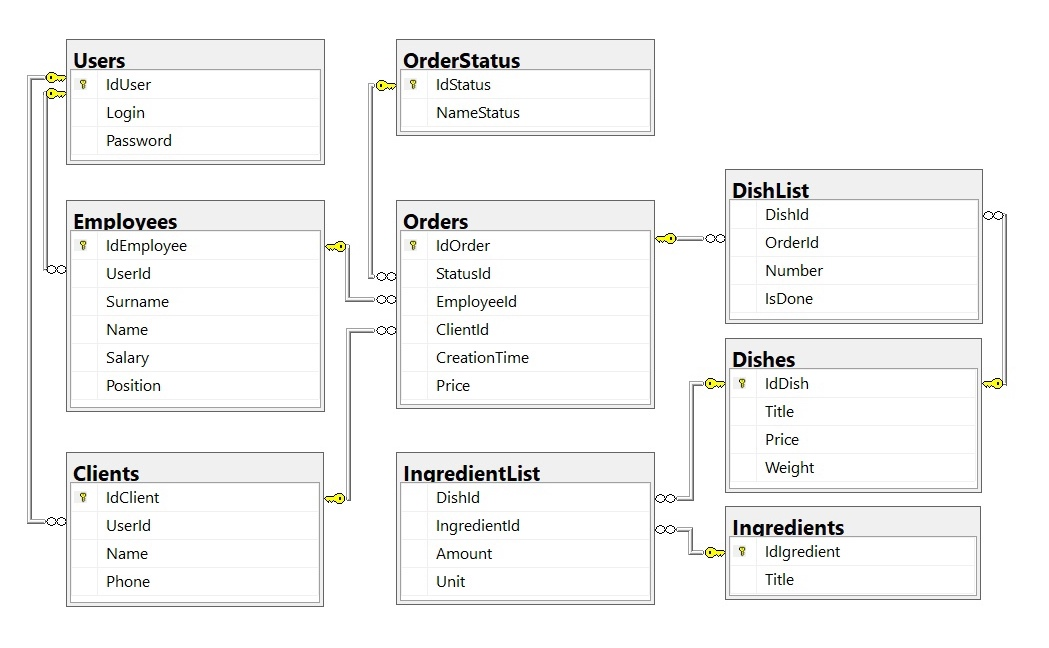 Users
IdUser
Login
Password
OrderStatus
IdStatus
NameStatus
Employees
IdEmployee
UserId
Surname
Name
Salary
Position
Orders
IdOrder
StatusId
EmployeeId
ClientId
CreationTime
Price
DishList
DishId
OrderId
Number
IsDone
Dishes
IdDish
Title
Price
Weight
Clients
IdClient
UserId
Name
Phone
IngredientList
DishId
IngredientId
Amount
Unit
Ingredients
IdIgredient
Title